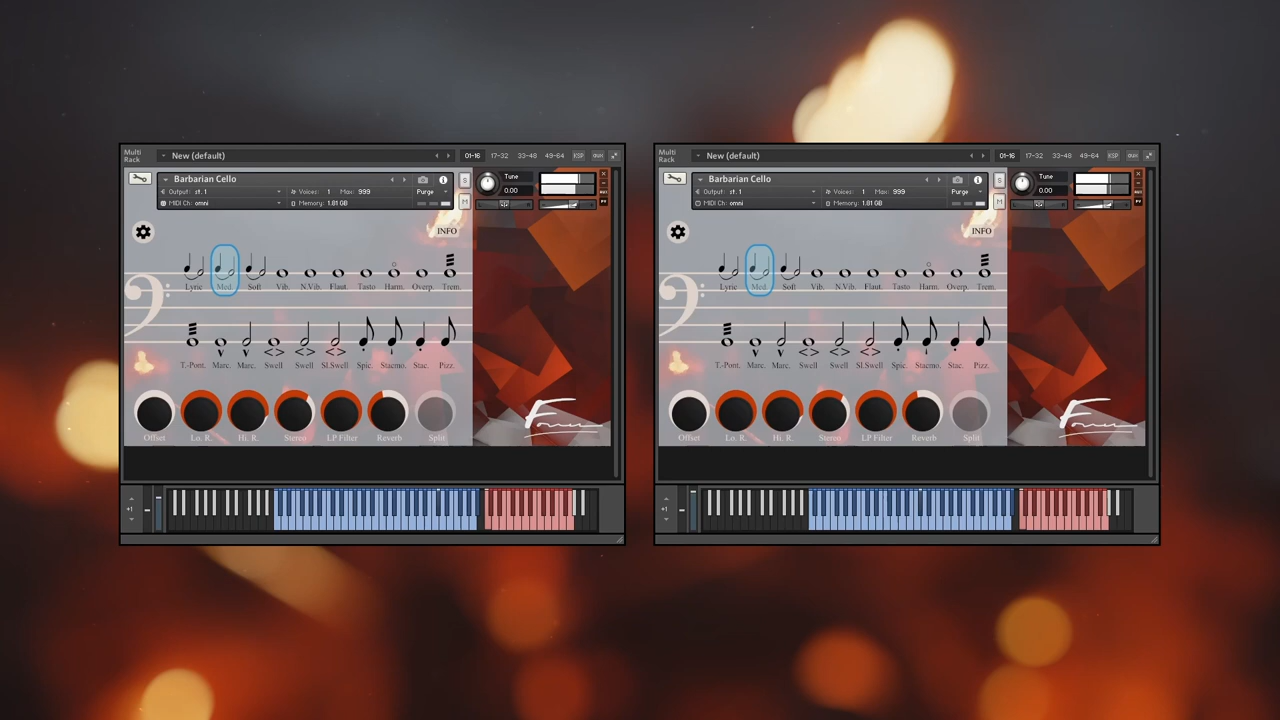 Multi
Rack
New (default)
01-16 17-32 33-48 49-64 KSP
Barbarian Cello
Output: st. 1 Voices: 1 Max: 999 Purge
MIDI Ch: omni Memory: 1.81 GB
S
M
Tune
0.00
L R
INFO
Lyric Med. Soft Vib. N.Vib. Flaut. Tasto Harm. Overp. Trem.
T.-Pont. Marc. Marc. Swell Swell Sl.Swell Spic. Stacmo. Stac. Pizz.
Offset Lo. R. Hi. R. Stereo LP Filter Reverb Split
+1
Multi
Rack
New (default)
01-16 17-32 33-48 49-64 KSP
Barbarian Cello
Output: st. 1 Voices: 1 Max: 999 Purge
MIDI Ch: omni Memory: 1.81 GB
S
M
Tune
0.00
L R
INFO
Lyric Med. Soft Vib. N.Vib. Flaut. Tasto Harm. Overp. Trem.
T.-Pont. Marc. Marc. Swell Swell Sl.Swell Spic. Stacmo. Stac. Pizz.
Offset Lo. R. Hi. R. Stereo LP Filter Reverb Split
+1